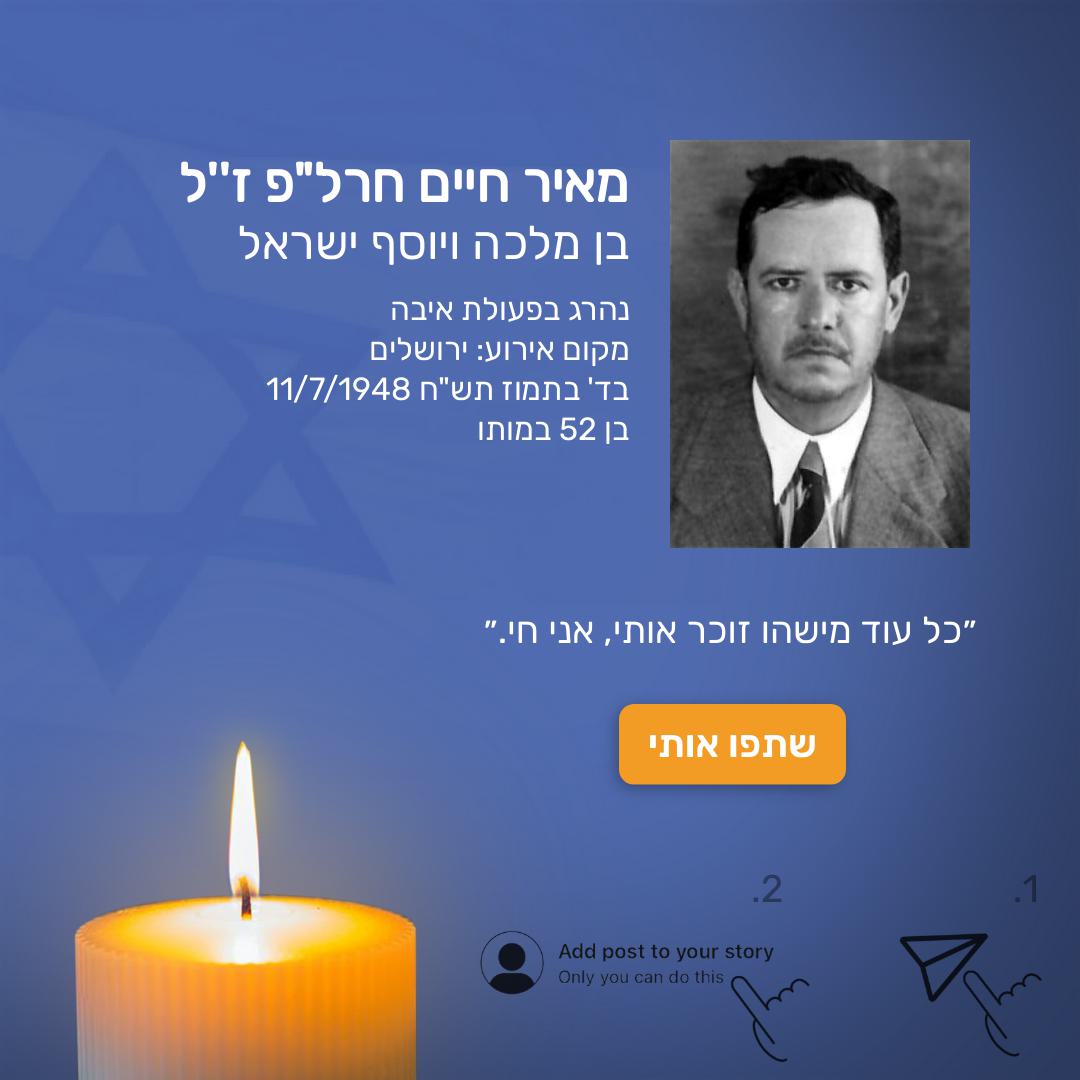 מאיר חיים חרל"פ ז"ל
בן מלכה ויוסף ישראל
נהרג בפעולת איבה
מקום אירוע: ירושלים
בד' בתמוז תש"ח 11/7/1948
בן 52 במותו
״כל עוד מישהו זוכר אותי, אני חי.״
שתפו אותי
1.
2.
Add post to your story
Only you can do this